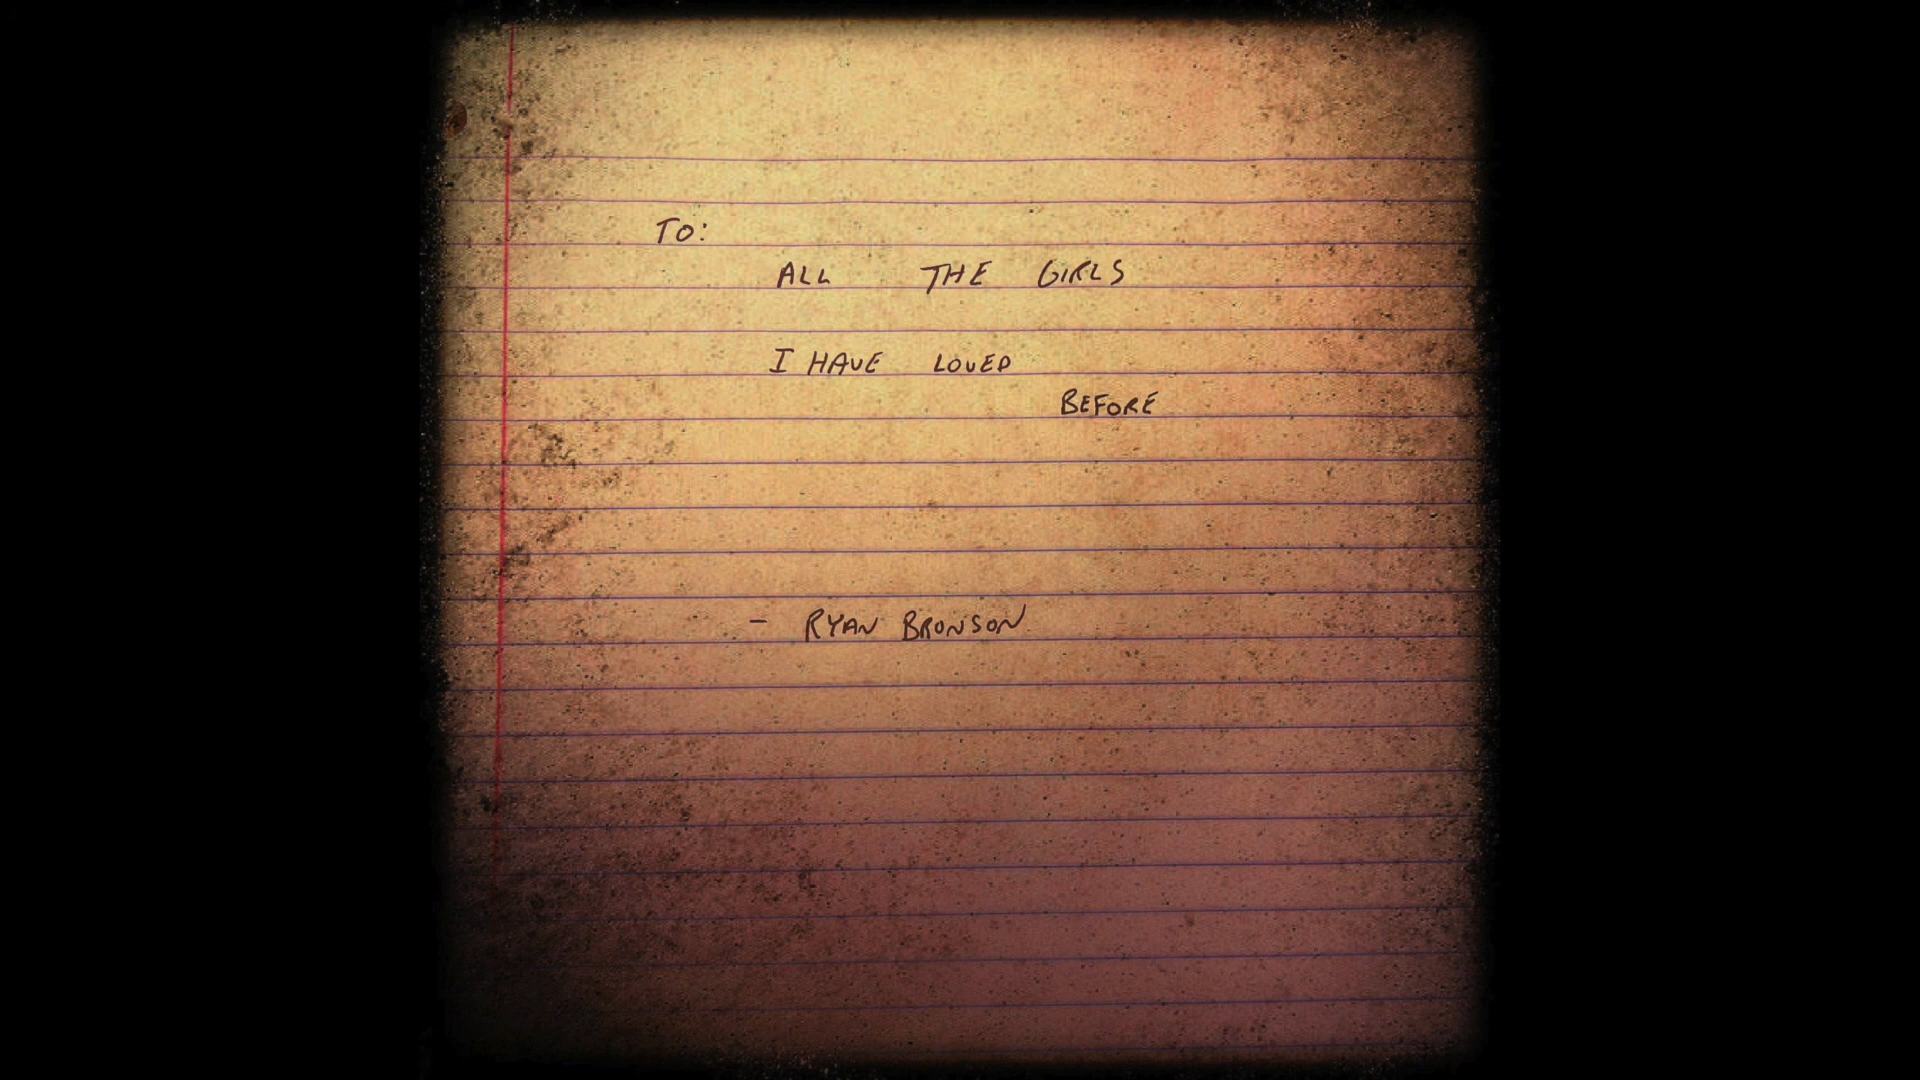 TO:
ALL THE GIRLS
I HAVE LOVED
BEFORE
- RYAN BRONSON